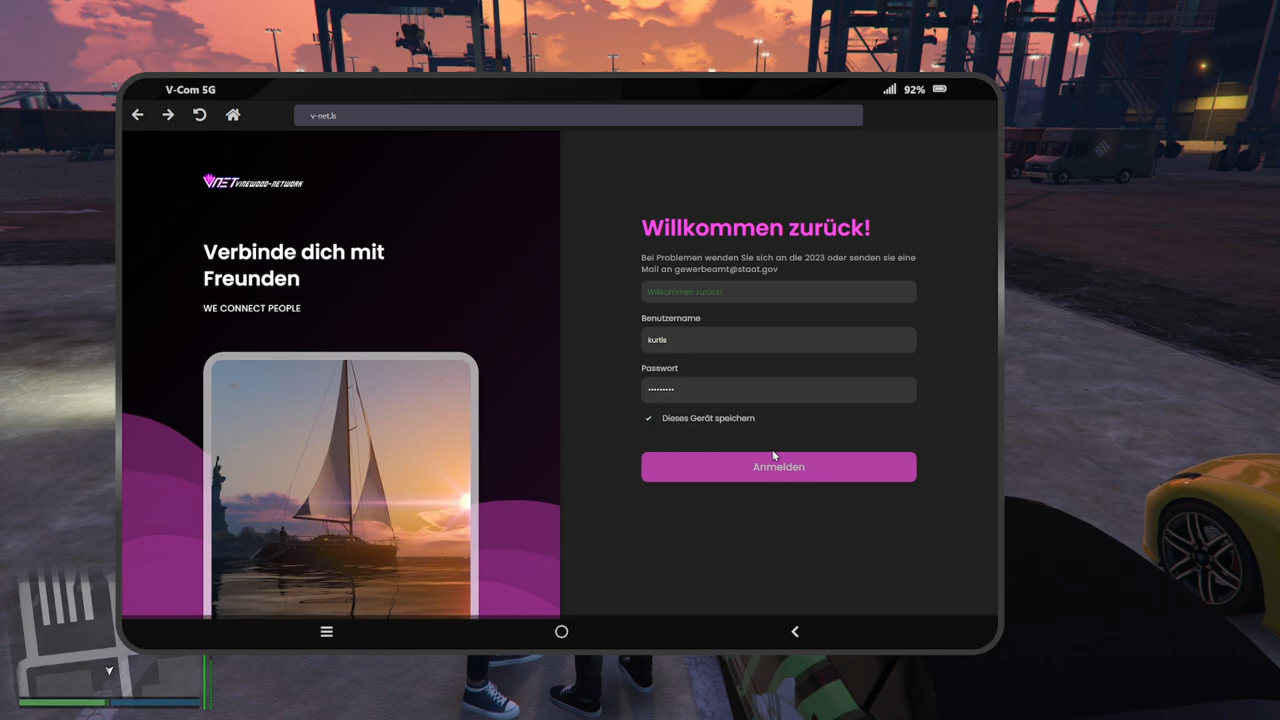 V-Com 5G
92%
v-net.ls
VNET VINEWOOD-NETWORK
Verbinde dich mit
Freunden
WE CONNECT PEOPLE
Willkommen zurück!
Bei Problemen wenden Sie sich an die 2023 oder senden sie eine
Mail an gewerbeamt@staat.gov
Willkommen zurück!
Benutzername
kurtis
Passwort
•••••••••
Dieses Gerät speichern
Anmelden